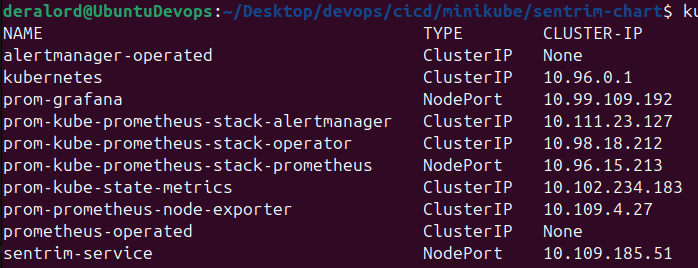 deralord@UbuntuDevops:~/Desktop/devops/cicd/minikube/sentrim-chart$ ku
NAME TYPE CLUSTER-IP
alertmanager-operated ClusterIP None
kubernetes ClusterIP 10.96.0.1
prom-grafana NodePort 10.99.109.192
prom-kube-prometheus-stack-alertmanager ClusterIP 10.111.23.127
prom-kube-prometheus-stack-operator ClusterIP 10.98.18.212
prom-kube-prometheus-stack-prometheus NodePort 10.96.15.213
prom-kube-state-metrics ClusterIP 10.102.234.183
prom-prometheus-node-exporter ClusterIP 10.109.4.27
prometheus-operated ClusterIP None
sentrim-service NodePort 10.109.185.51